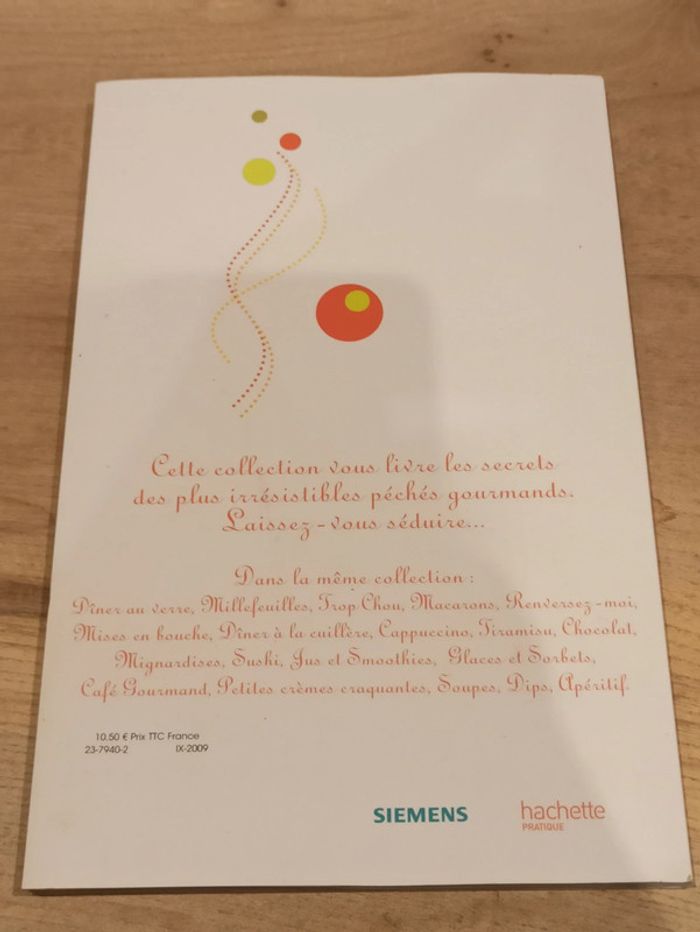 Cette collection vous livre les secrets
des plus irrésistibles péchés gourmands.
Laissez-vous séduire...
Dans la même collection :
Dîner au verre, Millefeuilles, Trop Chou, Macarons, Renversez-moi,
Mises en bouche, Dîner à la cuillère, Cappuccino, Tiramisu, Chocolat,
Mignardises, Sushi, Jus et Smoothies, Glaces et Sorbets,
Café Gourmand, Petites crèmes craquantes, Soupes, Dips, Apéritif.
10.50 € Prix TTC France
23-7940-2 IX-2009
SIEMENS hachette
PRATIQUE